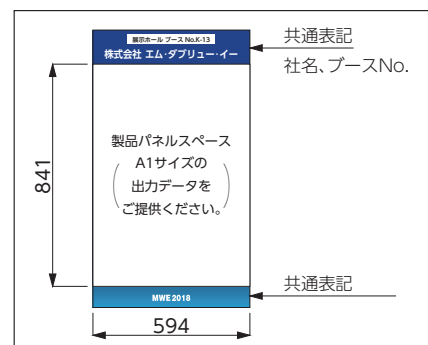 展示ホール ブース No.K-13
株式会社 エム・ダブリュー・イー
共通表記
社名、ブースNo.
製品パネルスペース
A1サイズの
出力データを
ご提供ください。
841
MWE 2018
共通表記
594